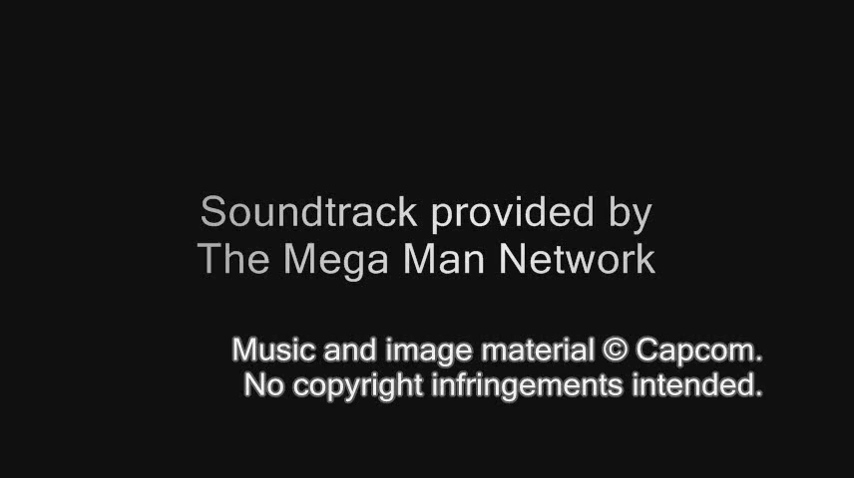 Soundtrack provided by
The Mega Man Network
Music and image material © Capcom.
No copyright infringements intended.